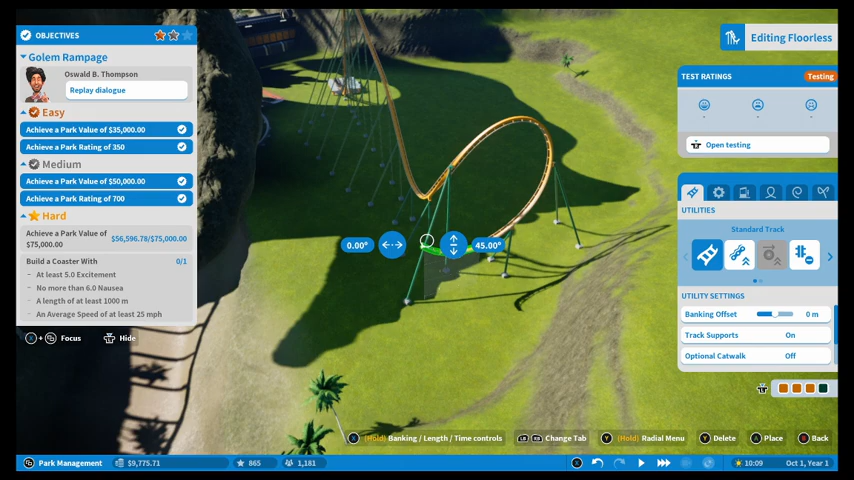 OBJECTIVES
Golem Rampage
Oswald B. Thompson
Replay dialogue
Easy
Achieve a Park Value of $35,000.00
Achieve a Park Rating of 350
Medium
Achieve a Park Value of $50,000.00
Achieve a Park Rating of 700
Hard
Achieve a Park Value of $75,000.00
$56,596.78/$75,000.00
Build a Coaster With 0/1
- At least 5.0 Excitement
- No more than 6.0 Nausea
- A length of at least 1000 m
- An Average Speed of at least 25 mph
X + Focus Hide
0.00° 45.00°
Editing Floorless
TEST RATINGS Testing
- - -
Open testing
UTILITIES
Standard Track
UTILITY SETTINGS
Banking Offset 0 m
Track Supports On
Optional Catwalk Off
X (Hold) Banking / Length / Time controls LB RB Change Tab Y (Hold) Radial Menu Y Delete A Place B Back
Park Management $9,775.71 865 1,181 X 10:09 Oct 1, Year 1